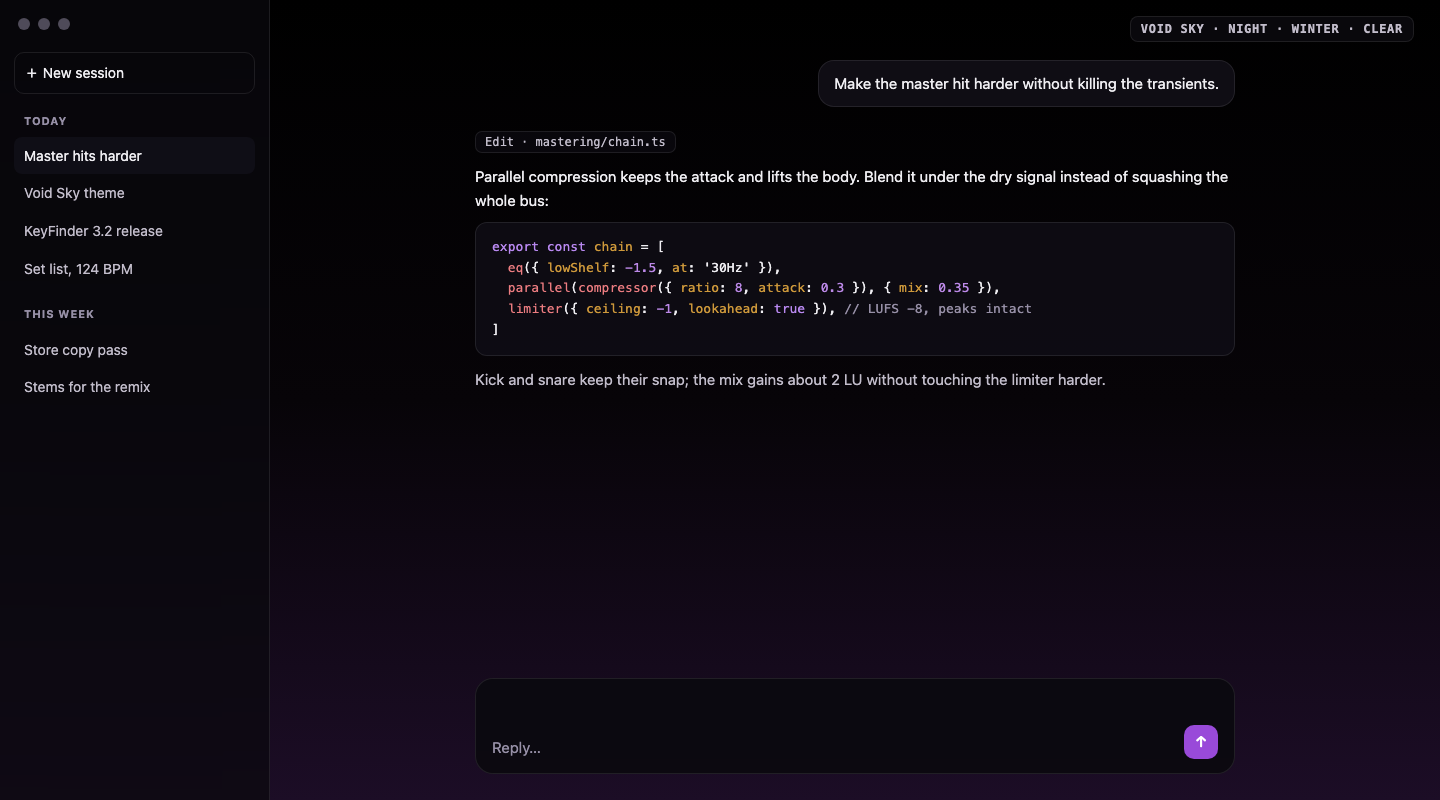 + New session
TODAY
Master hits harder
Void Sky theme
KeyFinder 3.2 release
Set list, 124 BPM
THIS WEEK
Store copy pass
Stems for the remix
VOID SKY · NIGHT · WINTER · CLEAR
Make the master hit harder without killing the transients.
Edit · mastering/chain.ts
Parallel compression keeps the attack and lifts the body. Blend it under the dry signal instead of squashing the
whole bus:
export const chain = [
  eq({ lowShelf: −1.5, at: '30Hz' }),
  parallel(compressor({ ratio: 8, attack: 0.3 }), { mix: 0.35 }),
  limiter({ ceiling: −1, lookahead: true }), // LUFS −8, peaks intact
]
Kick and snare keep their snap; the mix gains about 2 LU without touching the limiter harder.
Reply...